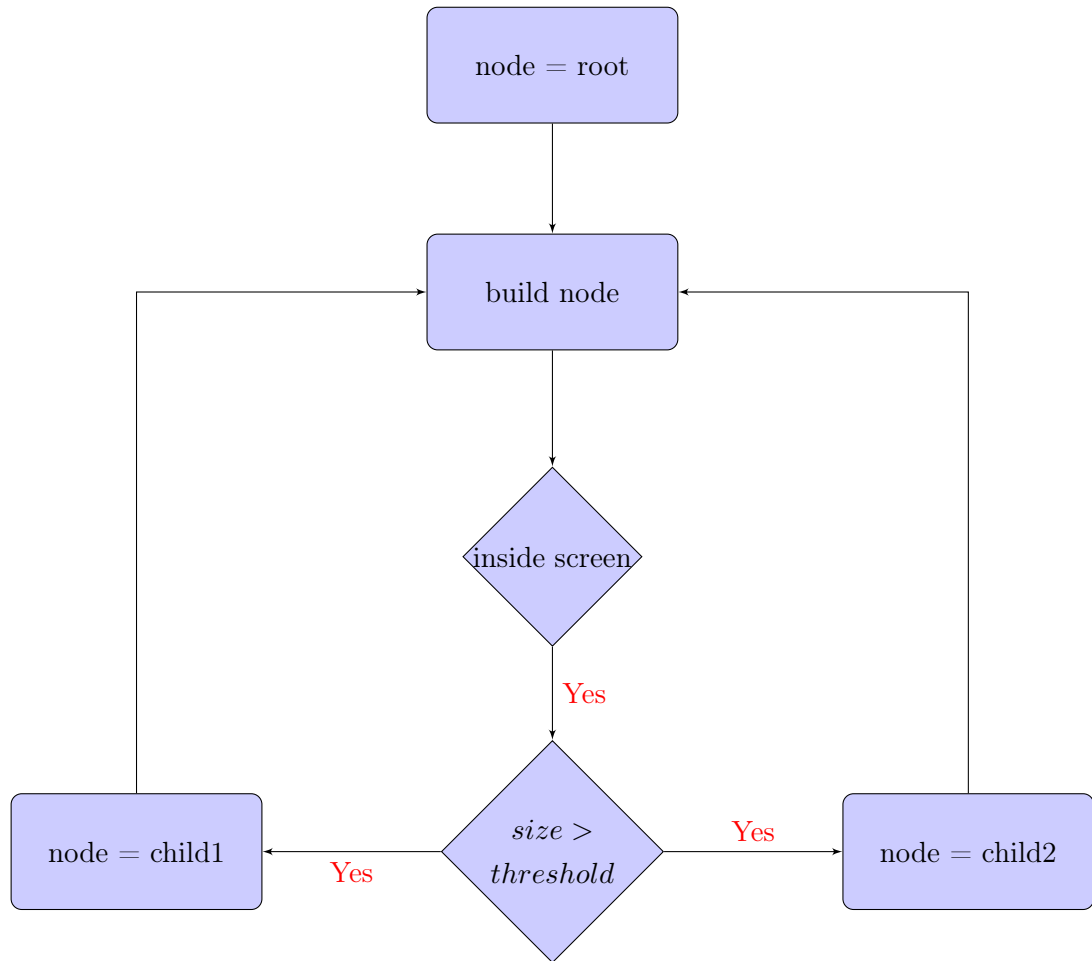 node = root
build node
inside screen
Yes
size >
threshold
node = child1
Yes
Yes
node = child2